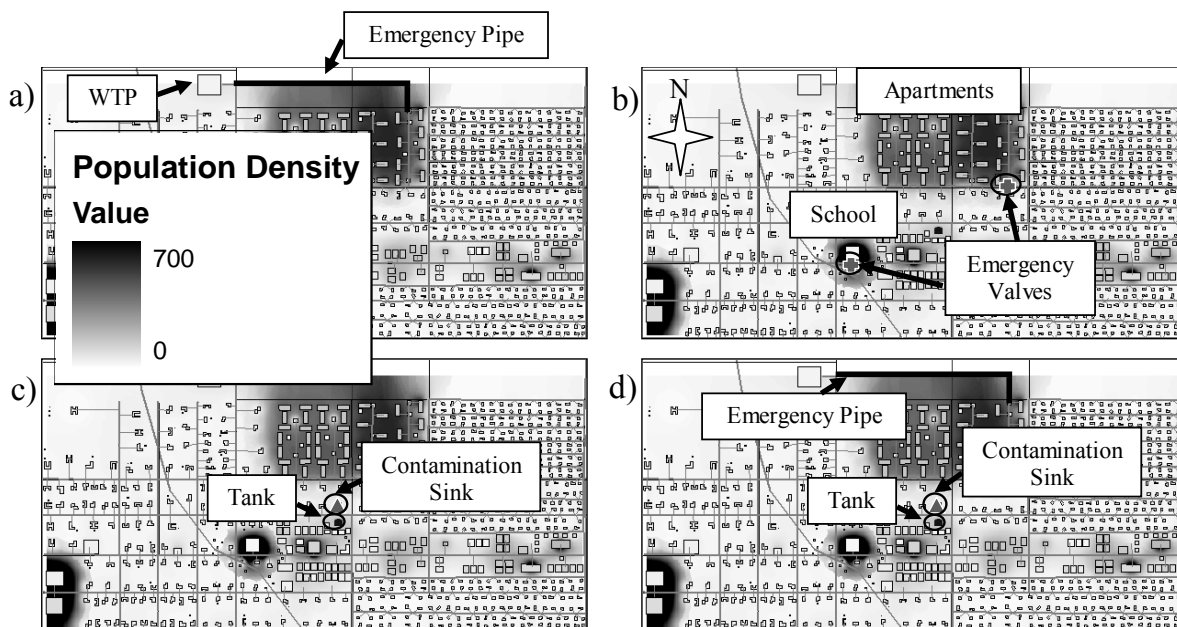 Emergency Pipe
a)
WTP
Population Density
Value
700
0
b)
N
Apartments
School
Emergency
Valves
c)
Contamination
Sink
Tank
d)
Emergency Pipe
Contamination
Sink
Tank